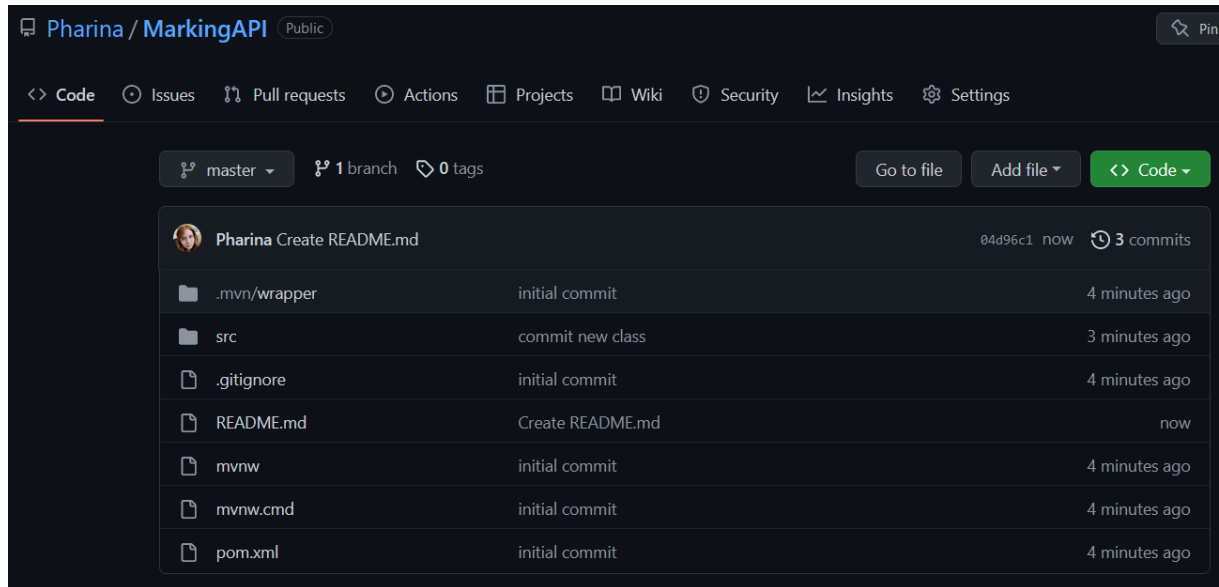 Pharina / MarkingAPI Public Pin
Code Issues Pull requests Actions Projects Wiki Security Insights Settings
master 1 branch 0 tags Go to file Add file Code
Pharina Create README.md 04d96c1 now 3 commits
.mvn/wrapper initial commit 4 minutes ago
src commit new class 3 minutes ago
.gitignore initial commit 4 minutes ago
README.md Create README.md now
mvnw initial commit 4 minutes ago
mvnw.cmd initial commit 4 minutes ago
pom.xml initial commit 4 minutes ago